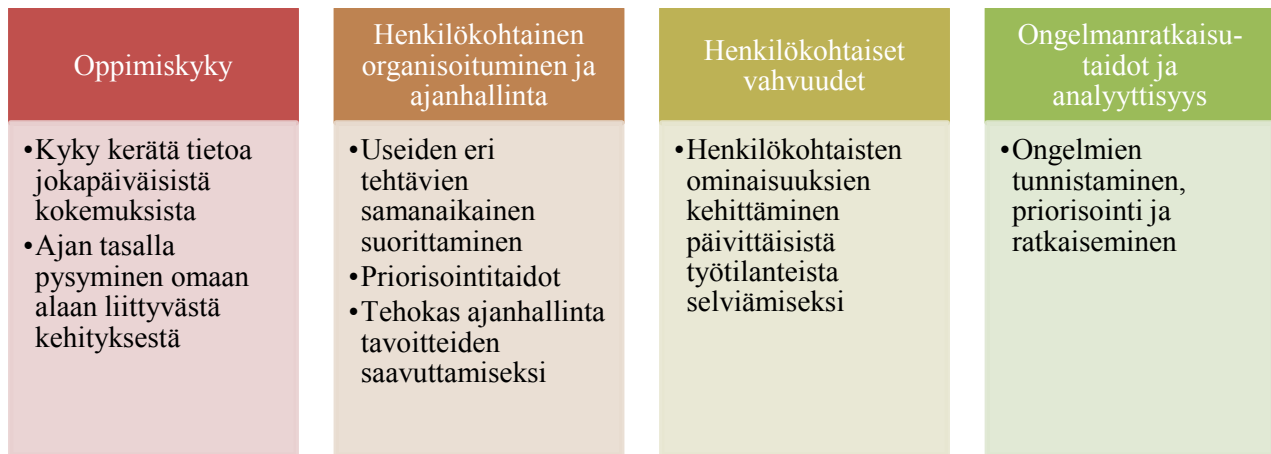 Oppimiskyky
•Kyky kerätä tietoa
jokapäiväisistä
kokemuksista
•Ajan tasalla
pysyminen omaan
alaan liittyvästä
kehityksestä
Henkilökohtainen
organisoituminen ja
ajanhallinta
•Useiden eri
tehtävien
samanaikainen
suorittaminen
•Priorisointitaidot
•Tehokas ajanhallinta
tavoitteiden
saavuttamiseksi
Henkilökohtaiset
vahvuudet
•Henkilökohtaisten
ominaisuuksien
kehittäminen
päivittäisistä
työtilanteista
selviämiseksi
Ongelmanratkaisu-
taidot ja
analyyttisyys
•Ongelmien
tunnistaminen,
priorisointi ja
ratkaiseminen